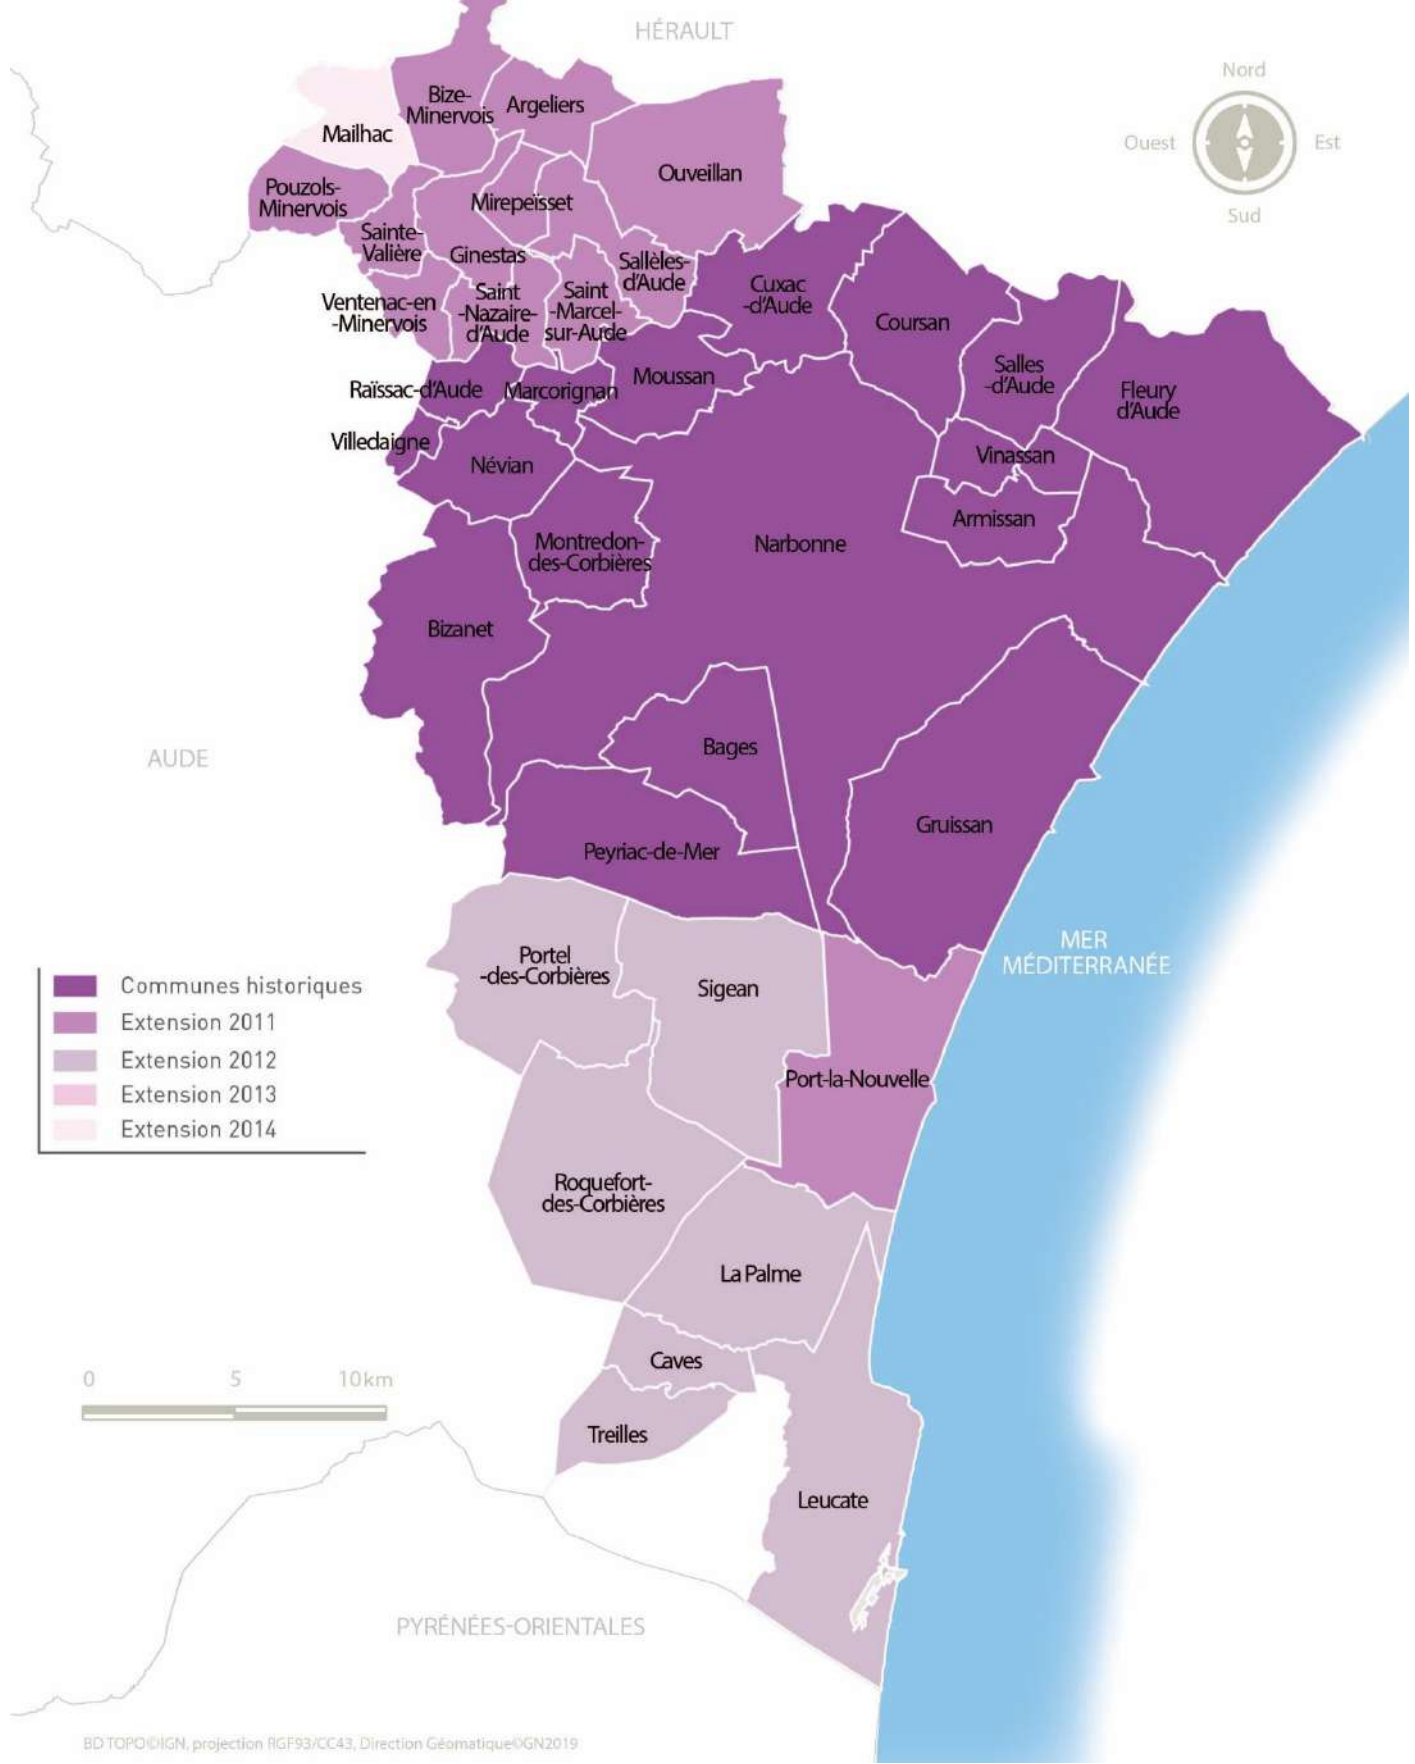 HÉRAULT
Nord
Ouest
Est
Sud
Bize-
Minervois
Argeliers
Mailhac
Ouveillan
Pouzols-
Minervois
Mirepeïsset
Sainte-
Valière
Ginestas
Sallèles-
d'Aude
Cuxac
-d'Aude
Ventenac-en
-Minervois
Saint
-Nazaire-
d'Aude
Saint
-Marcel-
sur-Aude
Coursan
Salles
-d'Aude
Fleury
d'Aude
Raïssac-d'Aude
Marcorignan
Moussan
Villedaigne
Névian
Vinassan
Armissan
Montredon-
des-Corbières
Narbonne
Bizanet
AUDE
Bages
Gruissan
Peyriac-de-Mer
MER
MÉDITERRANÉE
Portel
-des-Corbières
Sigean
Communes historiques
Extension 2011
Extension 2012
Extension 2013
Extension 2014
Port-la-Nouvelle
Roquefort-
des-Corbières
La Palme
Caves
0 5 10km
Treilles
Leucate
PYRÉNÉES-ORIENTALES
BD TOPO©IGN, projection RGF93/CC43, Direction Géomatique©GN2019